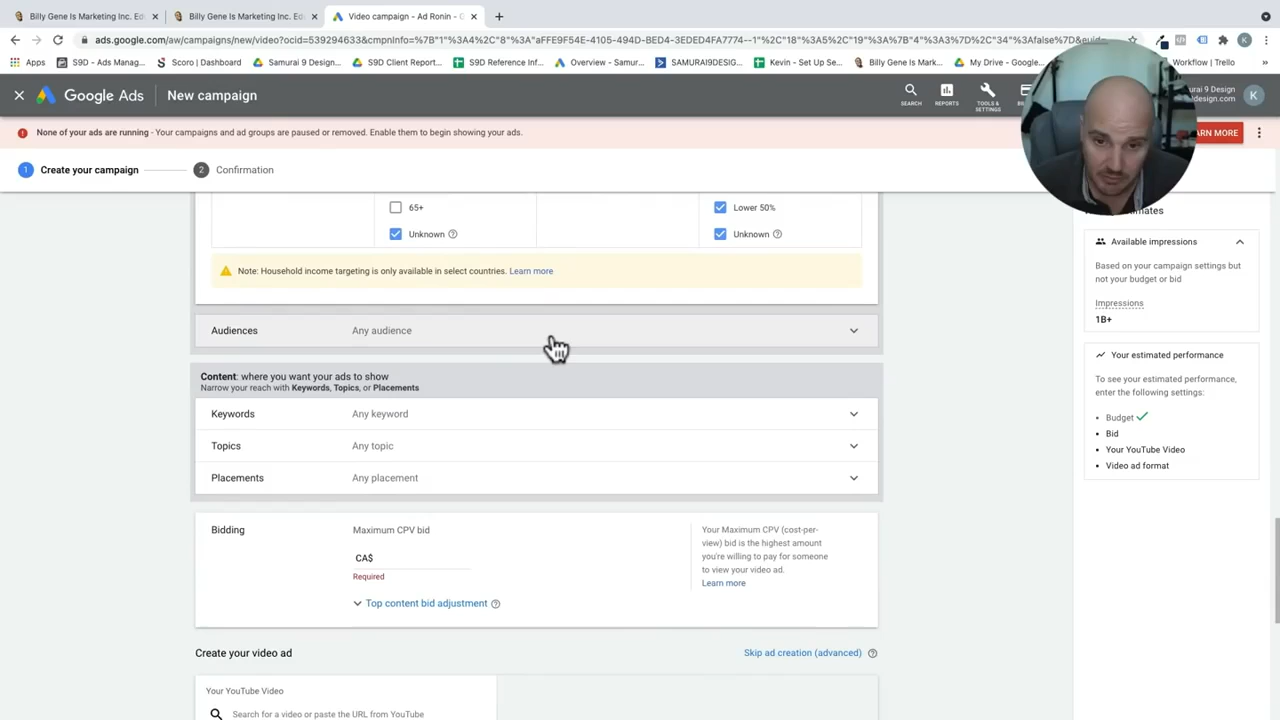 Billy Gene Is Marketing Inc. Ed
Billy Gene Is Marketing Inc. Ed
Video campaign - Ad Ronin - G
ads.google.com/aw/campaigns/new/video?ocid=539294633&cmpnInfo=%7B"1"%3A"4%2C"8"%3A"aFFE9F54E-4105-494D-BED4-3EDED4FA7774--1"%2C"18"%3A5%2C"19"%3A%7B"4"%3A3%7D%2C"34"%3Afalse%7D&
Apps
S9D - Ads Manag...
Scoro | Dashboard
Samurai 9 Design...
S9D Client Report...
S9D Reference Inf...
Overview - Samur...
SAMURAI9DESIG...
Kevin - Set Up Se...
Billy Gene Is Mark...
My Drive - Google...
Workflow | Trello
Google Ads
New campaign
SEARCH
REPORTS
TOOLS & SETTINGS
Samurai 9 Design
K
None of your ads are running - Your campaigns and ad groups are paused or removed. Enable them to begin showing your ads.
LEARN MORE
1 Create your campaign
2 Confirmation
65+
Lower 50%
Unknown
Unknown
Note: Household income targeting is only available in select countries. Learn more
Audiences
Any audience
Content: where you want your ads to show
Narrow your reach with Keywords, Topics, or Placements
Keywords
Any keyword
Topics
Any topic
Placements
Any placement
Bidding
Maximum CPV bid
CA$
Required
Top content bid adjustment
Your Maximum CPV (cost-per-
view) bid is the highest amount
you're willing to pay for someone
to view your video ad.
Learn more
Create your video ad
Skip ad creation (advanced)
Your YouTube Video
Search for a video or paste the URL from YouTube
Available impressions
Based on your campaign settings but
not your budget or bid
Impressions
1B+
Your estimated performance
To see your estimated performance,
enter the following settings:
Budget
Bid
Your YouTube Video
Video ad format